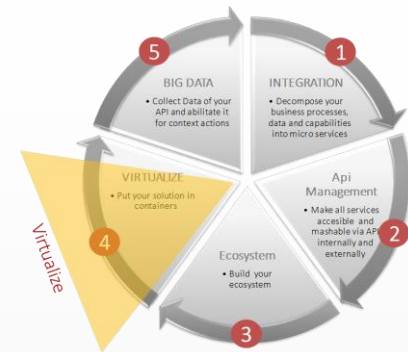 1
INTEGRATION
• Decompose your
business processes,
data and capabilities
into micro services
2
Api
Management
• Make all services
accesible and
mashable via API
internally and
externally
3
Ecosystem
• Build your
ecosystem
4
VIRTUALIZE
• Put your solution in
containers
Virtualize
5
BIG DATA
• Collect Data of your
API and abilitate it
for context actions